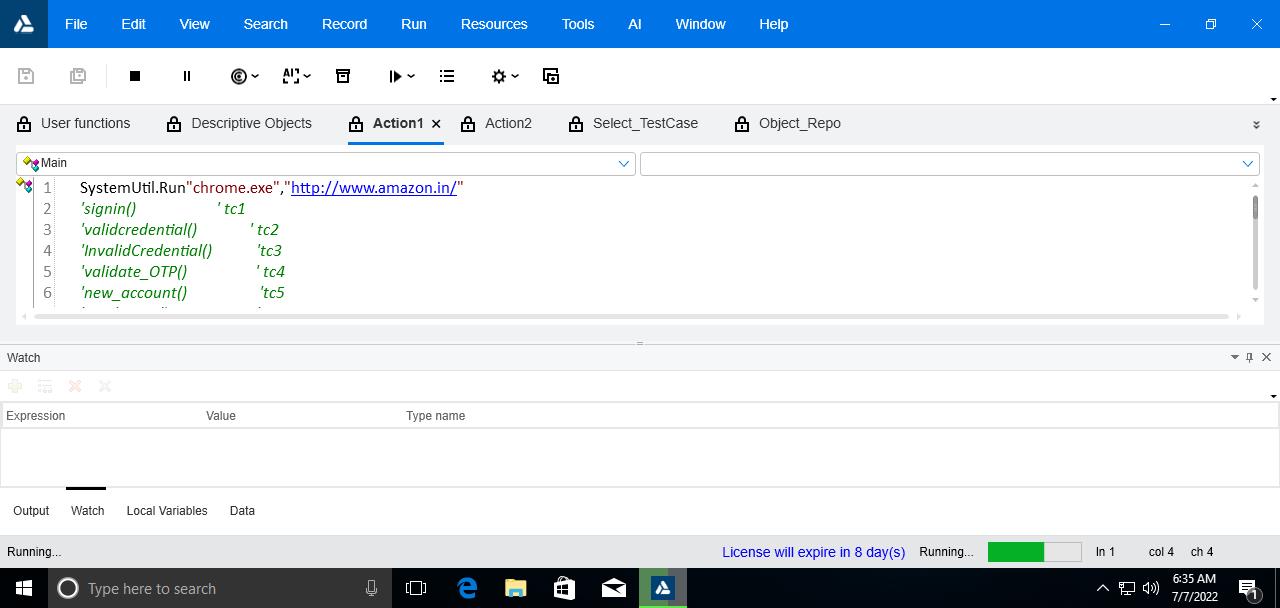 File Edit View Search Record Run Resources Tools AI Window Help
User functions Descriptive Objects Action1 Action2 Select_TestCase Object_Repo
Main
1 SystemUtil.Run"chrome.exe","http://www.amazon.in/"
2 'signin() ' tc1
3 'validcredential() ' tc2
4 'InvalidCredential() 'tc3
5 'validate_OTP() ' tc4
6 'new_account() 'tc5
Watch
Expression Value Type name
Output Watch Local Variables Data
Running... License will expire in 8 day(s) Running... ln 1 col 4 ch 4
Type here to search
6:35 AM
7/7/2022
1